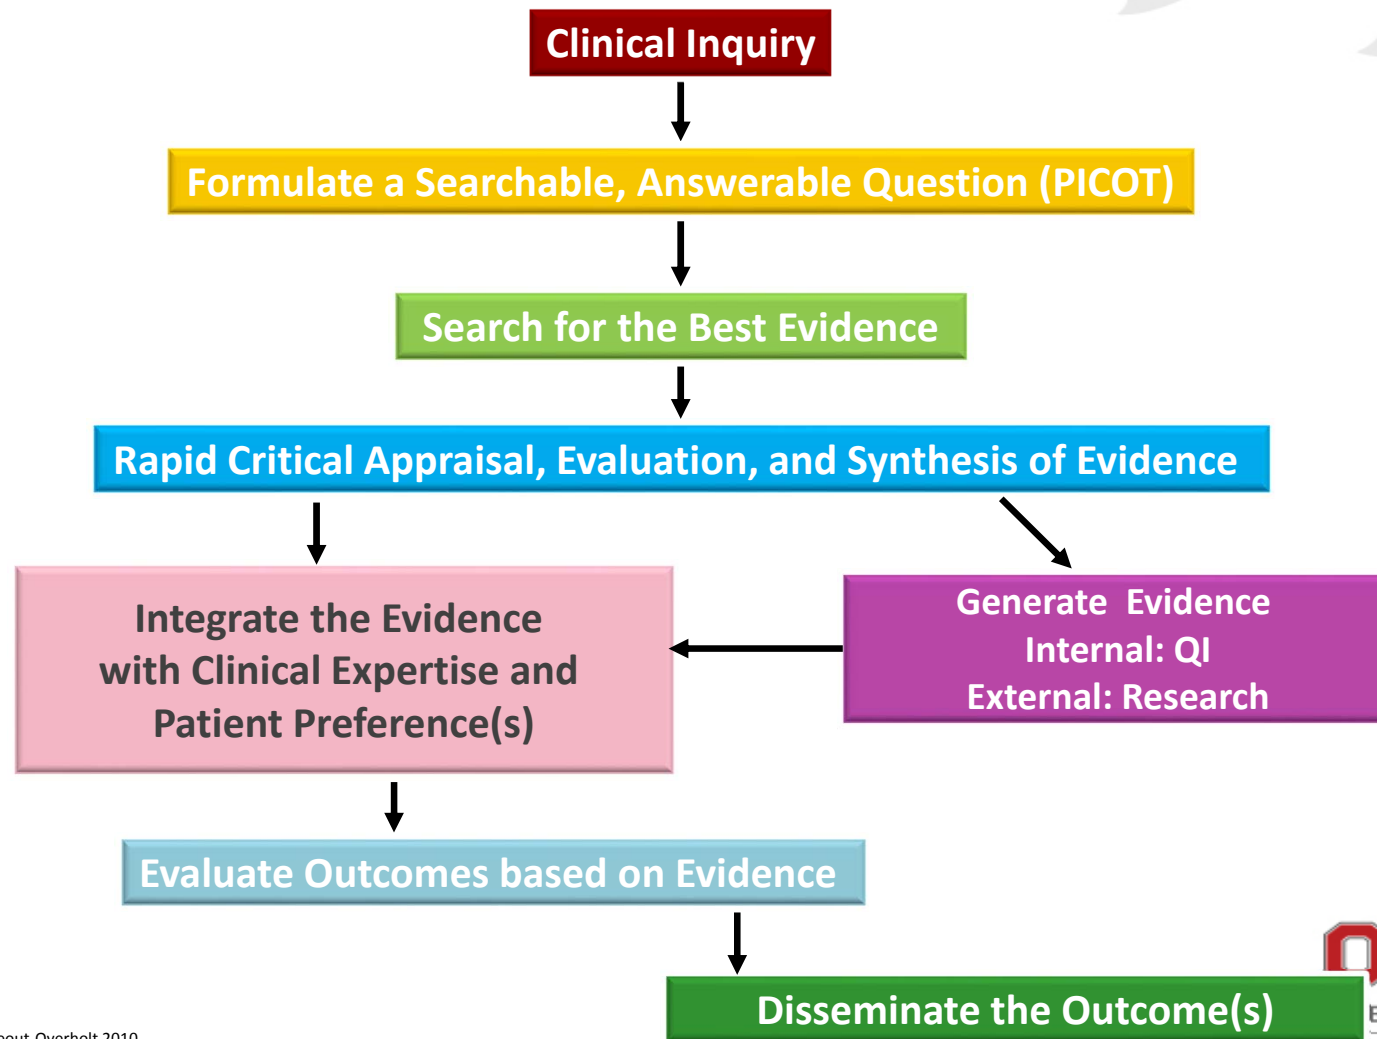 Clinical Inquiry
Formulate a Searchable, Answerable Question (PICOT)
Search for the Best Evidence
Rapid Critical Appraisal, Evaluation, and Synthesis of Evidence
Integrate the Evidence
with Clinical Expertise and
Patient Preference(s)
Generate Evidence
Internal: QI
External: Research
Evaluate Outcomes based on Evidence
Disseminate the Outcome(s)
Overholt 2010